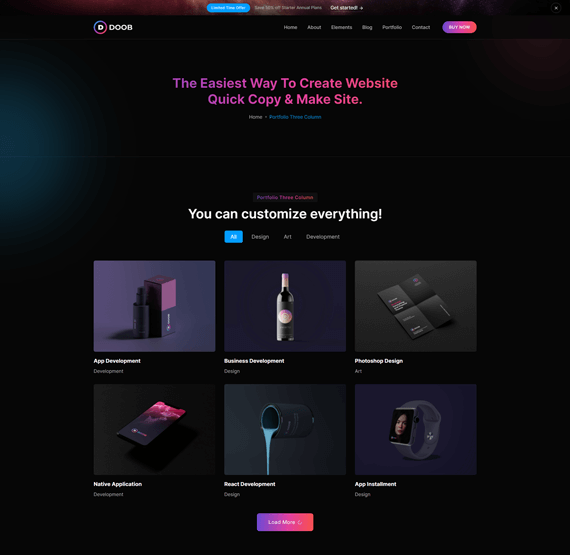 Limited Time Offer Save 50% off Starter Annual Plans. Get started!
DOOB Home About Elements Blog Portfolio Contact BUY NOW
The Easiest Way To Create Website
Quick Copy & Make Site.
Home Portfolio Three Column
Portfolio Three Column
You can customize everything!
All Design Art Development
App Development Business Development Photoshop Design
Development Design Art
Native Application React Development App Installment
Development Design Design
Load More